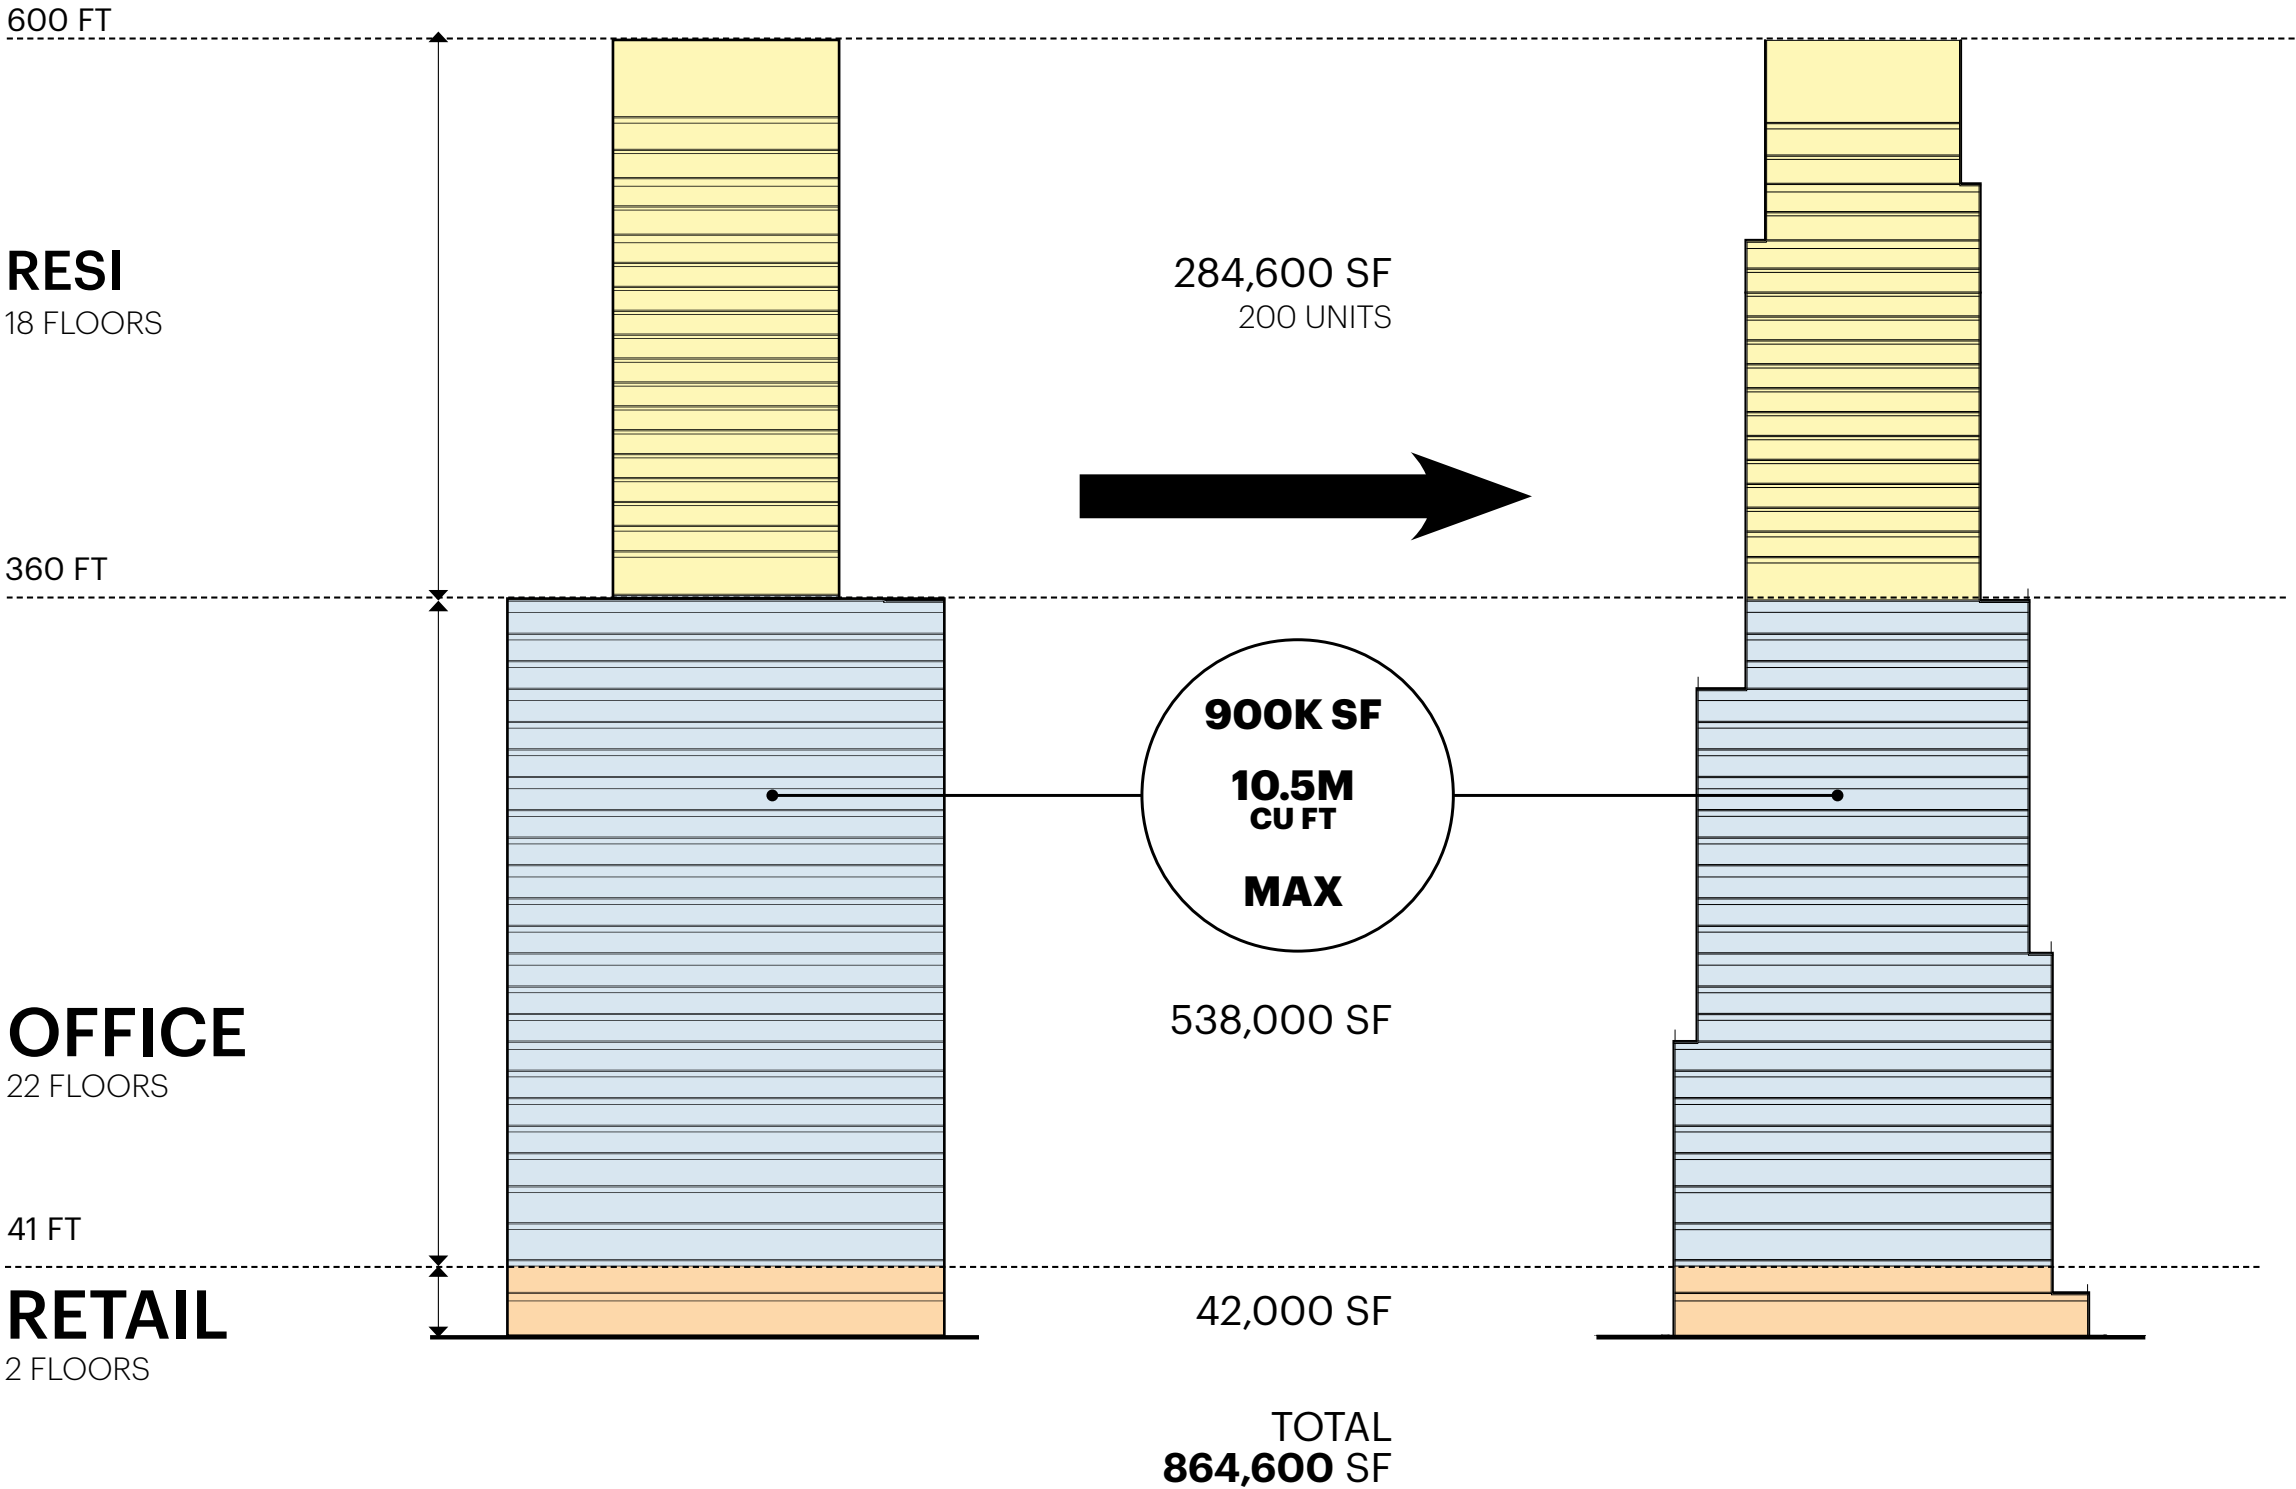 600 FT
RESI
18 FLOORS
284,600 SF
200 UNITS
360 FT
900K SF
10.5M
CU FT
MAX
OFFICE
22 FLOORS
538,000 SF
41 FT
RETAIL
2 FLOORS
42,000 SF
TOTAL
864,600 SF